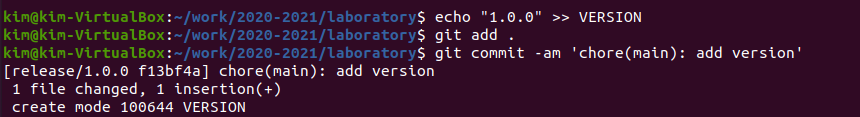 kim@kim-VirtualBox:~/work/2020-2021/laboratory$ echo "1.0.0" >> VERSION
kim@kim-VirtualBox:~/work/2020-2021/laboratory$ git add .
kim@kim-VirtualBox:~/work/2020-2021/laboratory$ git commit -am 'chore(main): add version'
[release/1.0.0 f13bf4a] chore(main): add version
 1 file changed, 1 insertion(+)
 create mode 100644 VERSION